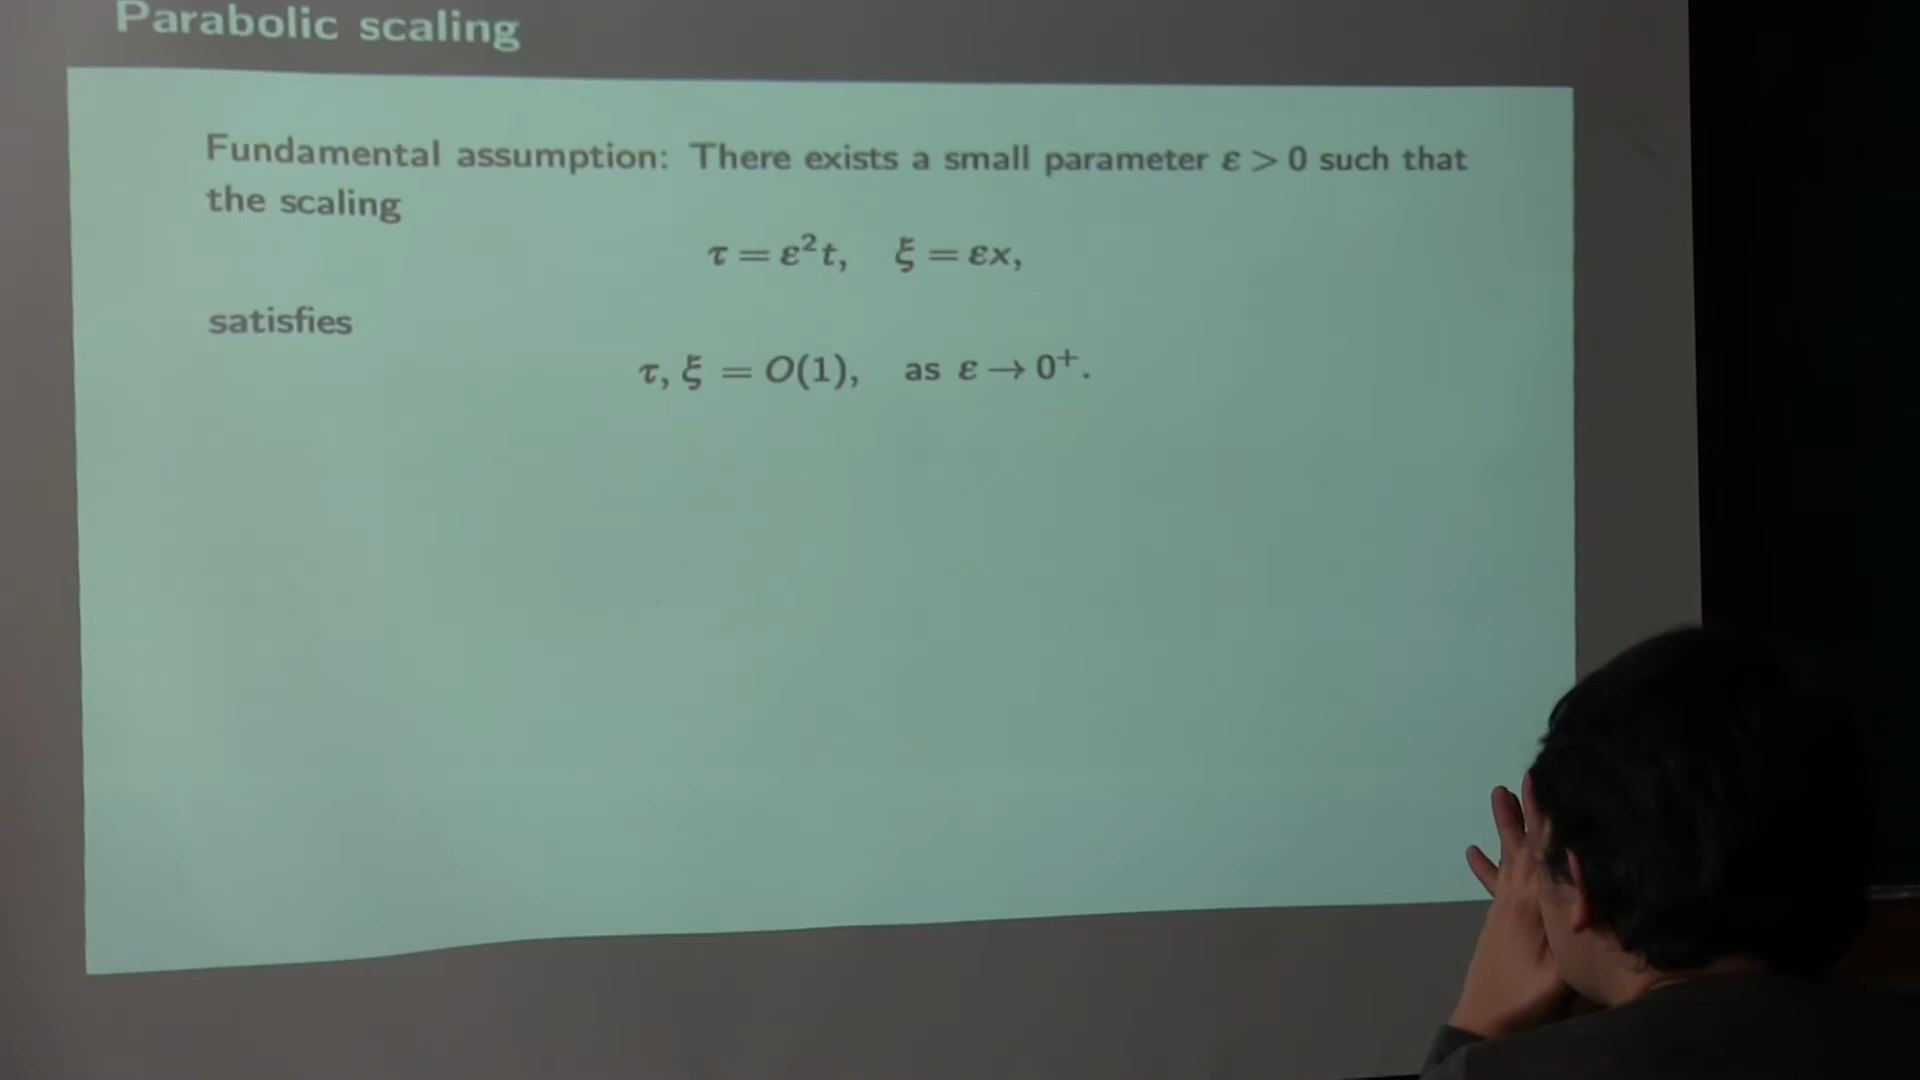 Parabolic scaling
Fundamental assumption: There exists a small parameter ε > 0 such that
the scaling
τ = ε²t, ξ = εx,
satisfies
τ, ξ = O(1), as ε → 0⁺.